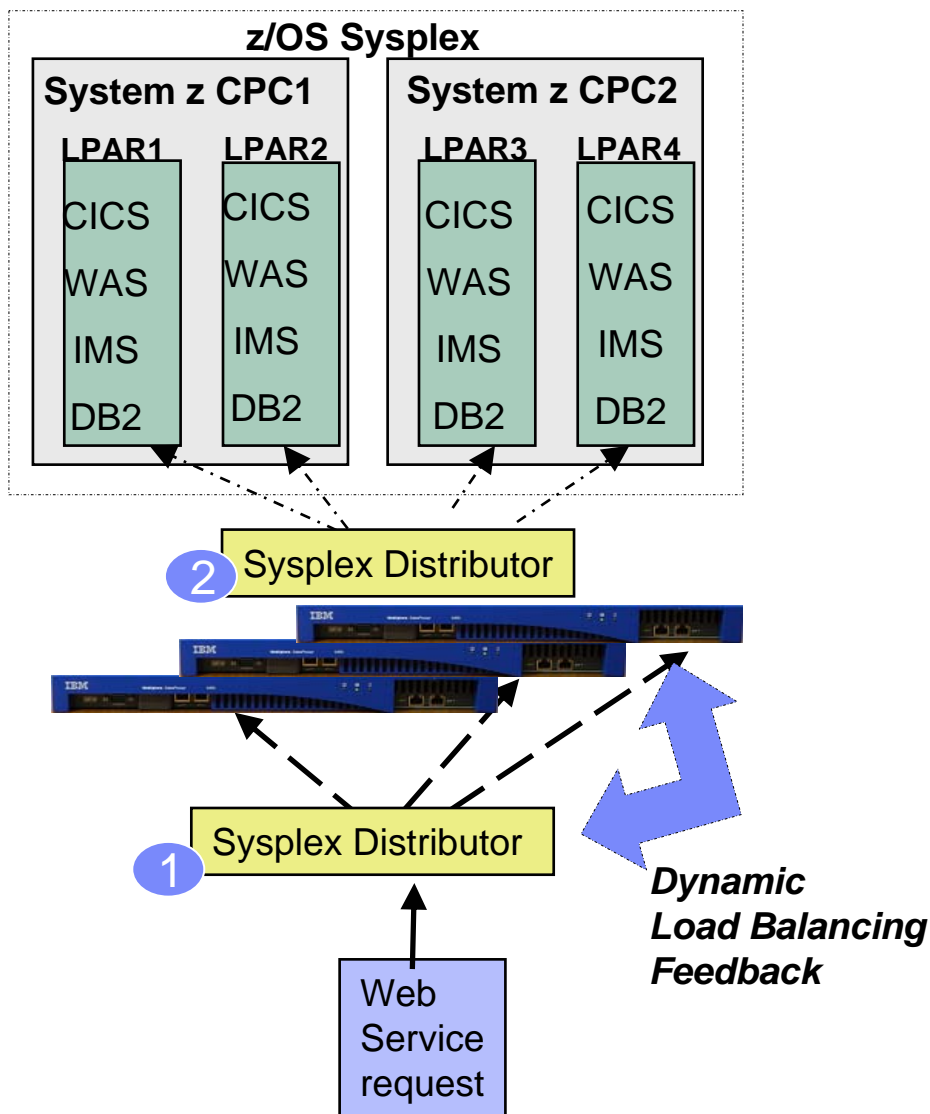 z/OS Sysplex
System z CPC1
System z CPC2
LPAR1
LPAR2
LPAR3
LPAR4
CICS
WAS
IMS
DB2
CICS
WAS
IMS
DB2
CICS
WAS
IMS
DB2
CICS
WAS
IMS
DB2
2
Sysplex Distributor
IBM
IBM
IBM
Sysplex Distributor
1
Dynamic
Load Balancing
Feedback
Web
Service
request